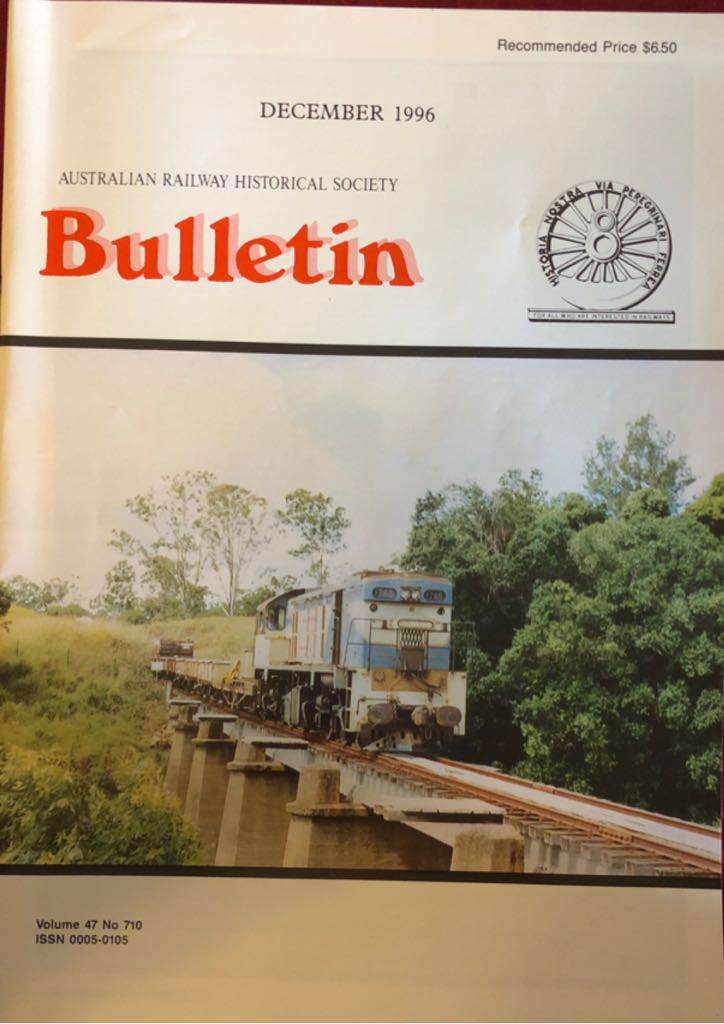 Recommended Price $6.50
DECEMBER 1996
AUSTRALIAN RAILWAY HISTORICAL SOCIETY
Bulletin
HISTORIA NOSTRA VIA PEREGRINARI FERREA
FOR ALL WHO ARE INTERESTED IN RAILWAYS
Volume 47 No 710
ISSN 0005-0105